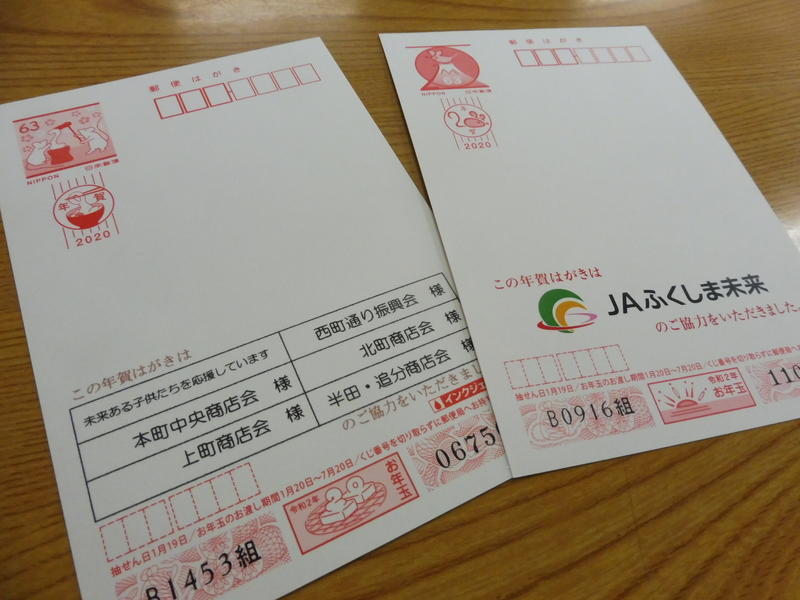 郵便はがき
63
NIPPON 日本郵便
年賀
2020
この年賀はがきは
未来ある子供たちを応援しています
西町通り振興会 様
本町中央商店会 様
北町商店会 様
上町商店会 様
半田・追分商店会 様
のご協力をいただきまし
インクジェ
抽せん日1月19日/お年玉のお渡し期間1月20日~7月20日/くじ番号を切り取らずに郵便局へお持
B1453組
令和2年
お年玉
0675
郵便はがき
63
NIPPON 日本郵便
年賀
2020
この年賀はがきは
JAふくしま未来
のご協力をいただきました。
抽せん日1月19日/お年玉のお渡し期間1月20日~7月20日/くじ番号を切り取らずに郵便局へお持
B0916組
令和2年
お年玉
110